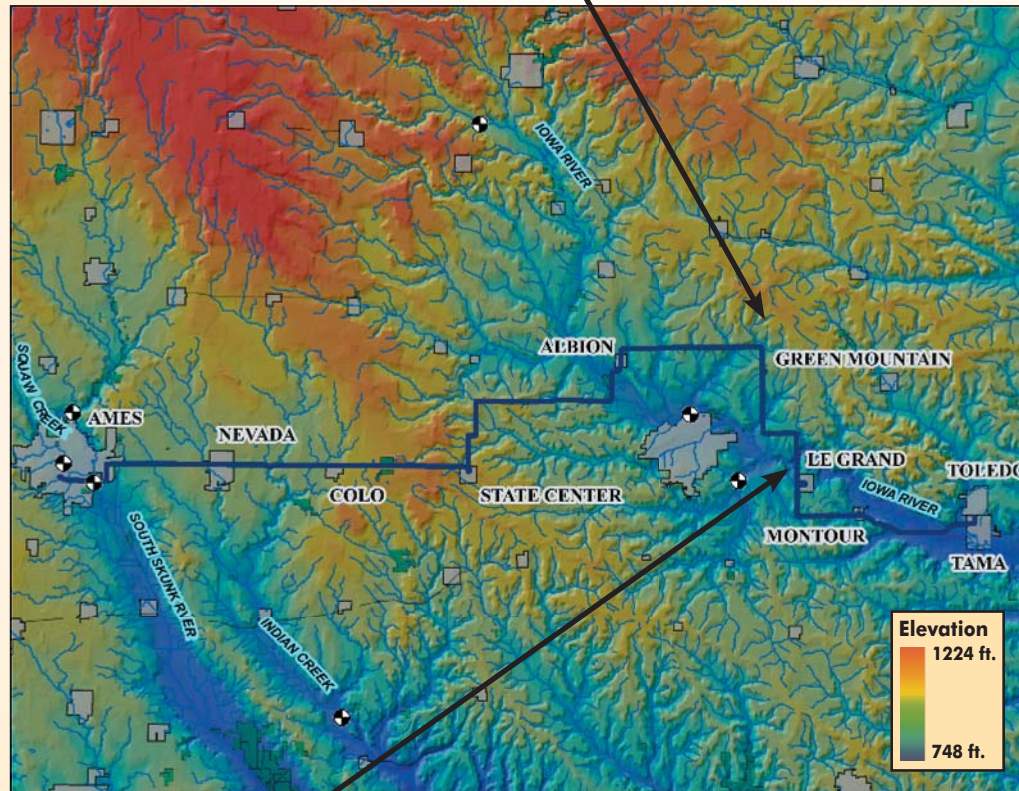 IOWA RIVER
ALBION
GREEN MOUNTAIN
SQUAW CREEK
AMES
NEVADA
COLO
STATE CENTER
LE GRAND
TOLEDO
IOWA RIVER
MONTOUR
TAMA
SOUTH SKUNK RIVER
INDIAN CREEK
Elevation
1224 ft.
748 ft.